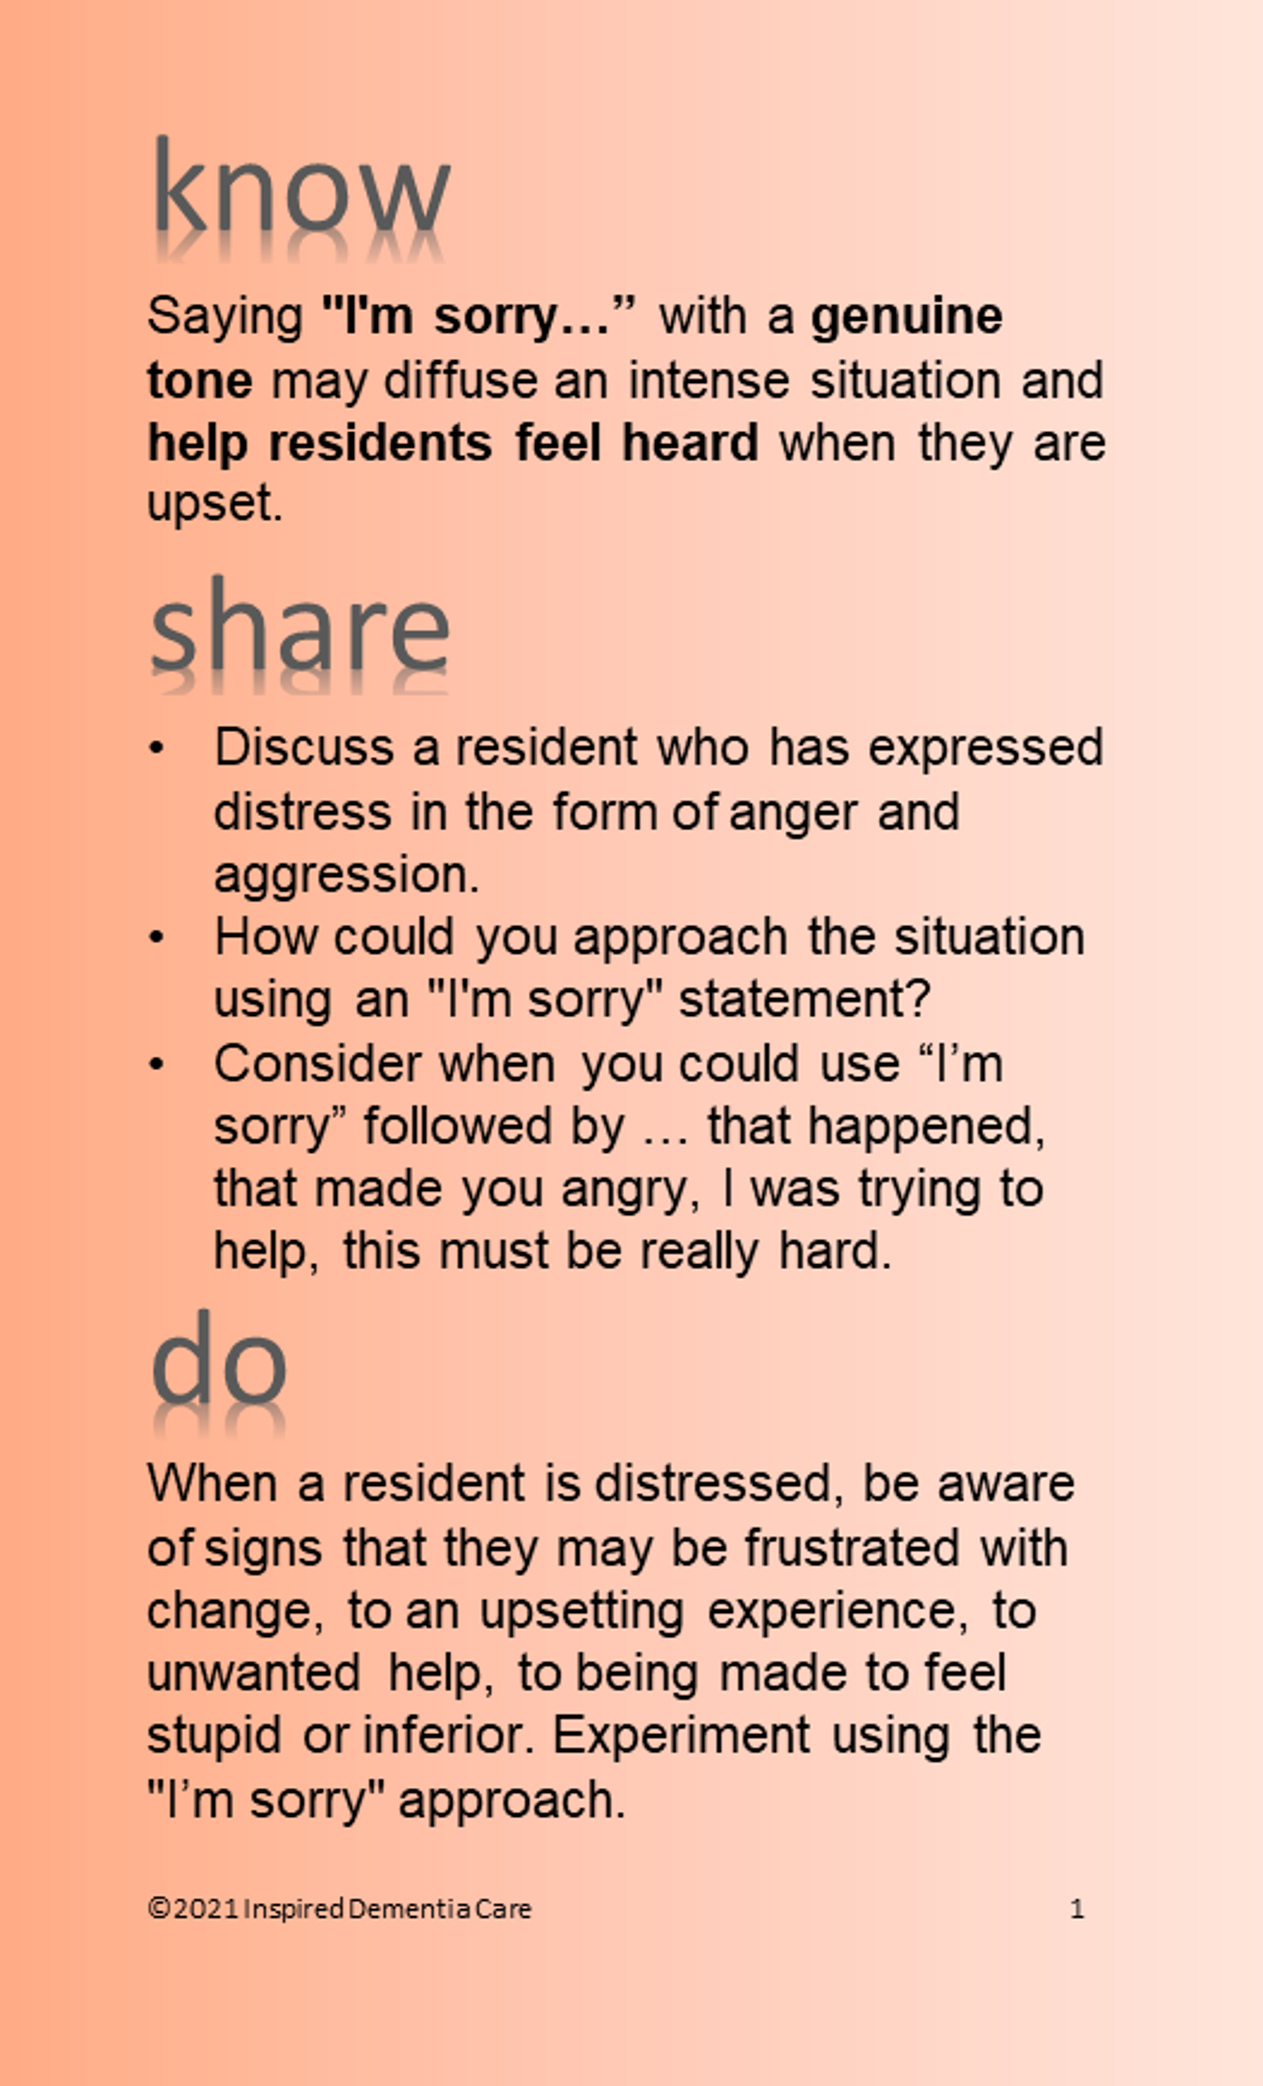 know
Saying "I'm sorry…” with a genuine
tone may diffuse an intense situation and
help residents feel heard when they are
upset.
share
• Discuss a resident who has expressed
distress in the form of anger and
aggression.
• How could you approach the situation
using an "I'm sorry" statement?
• Consider when you could use “I’m
sorry” followed by … that happened,
that made you angry, I was trying to
help, this must be really hard.
do
When a resident is distressed, be aware
of signs that they may be frustrated with
change, to an upsetting experience, to
unwanted help, to being made to feel
stupid or inferior. Experiment using the
"I’m sorry" approach.
©2021 Inspired Dementia Care 1